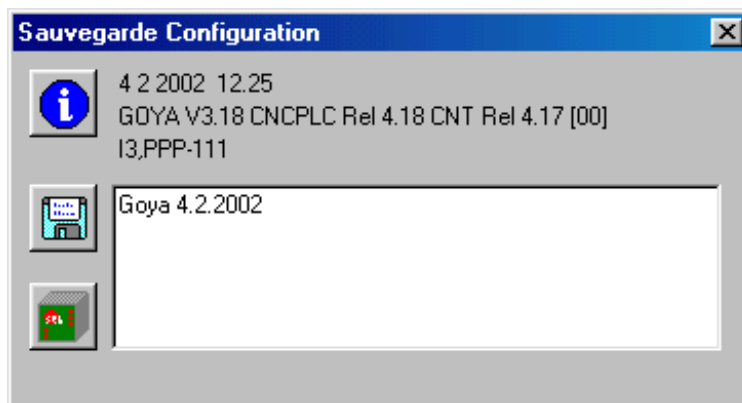 Sauvegarde Configuration
4 2 2002 12.25
GOYA V3.18 CNCPLC Rel 4.18 CNT Rel 4.17 [00]
I3,PPP-111
Goya 4.2.2002